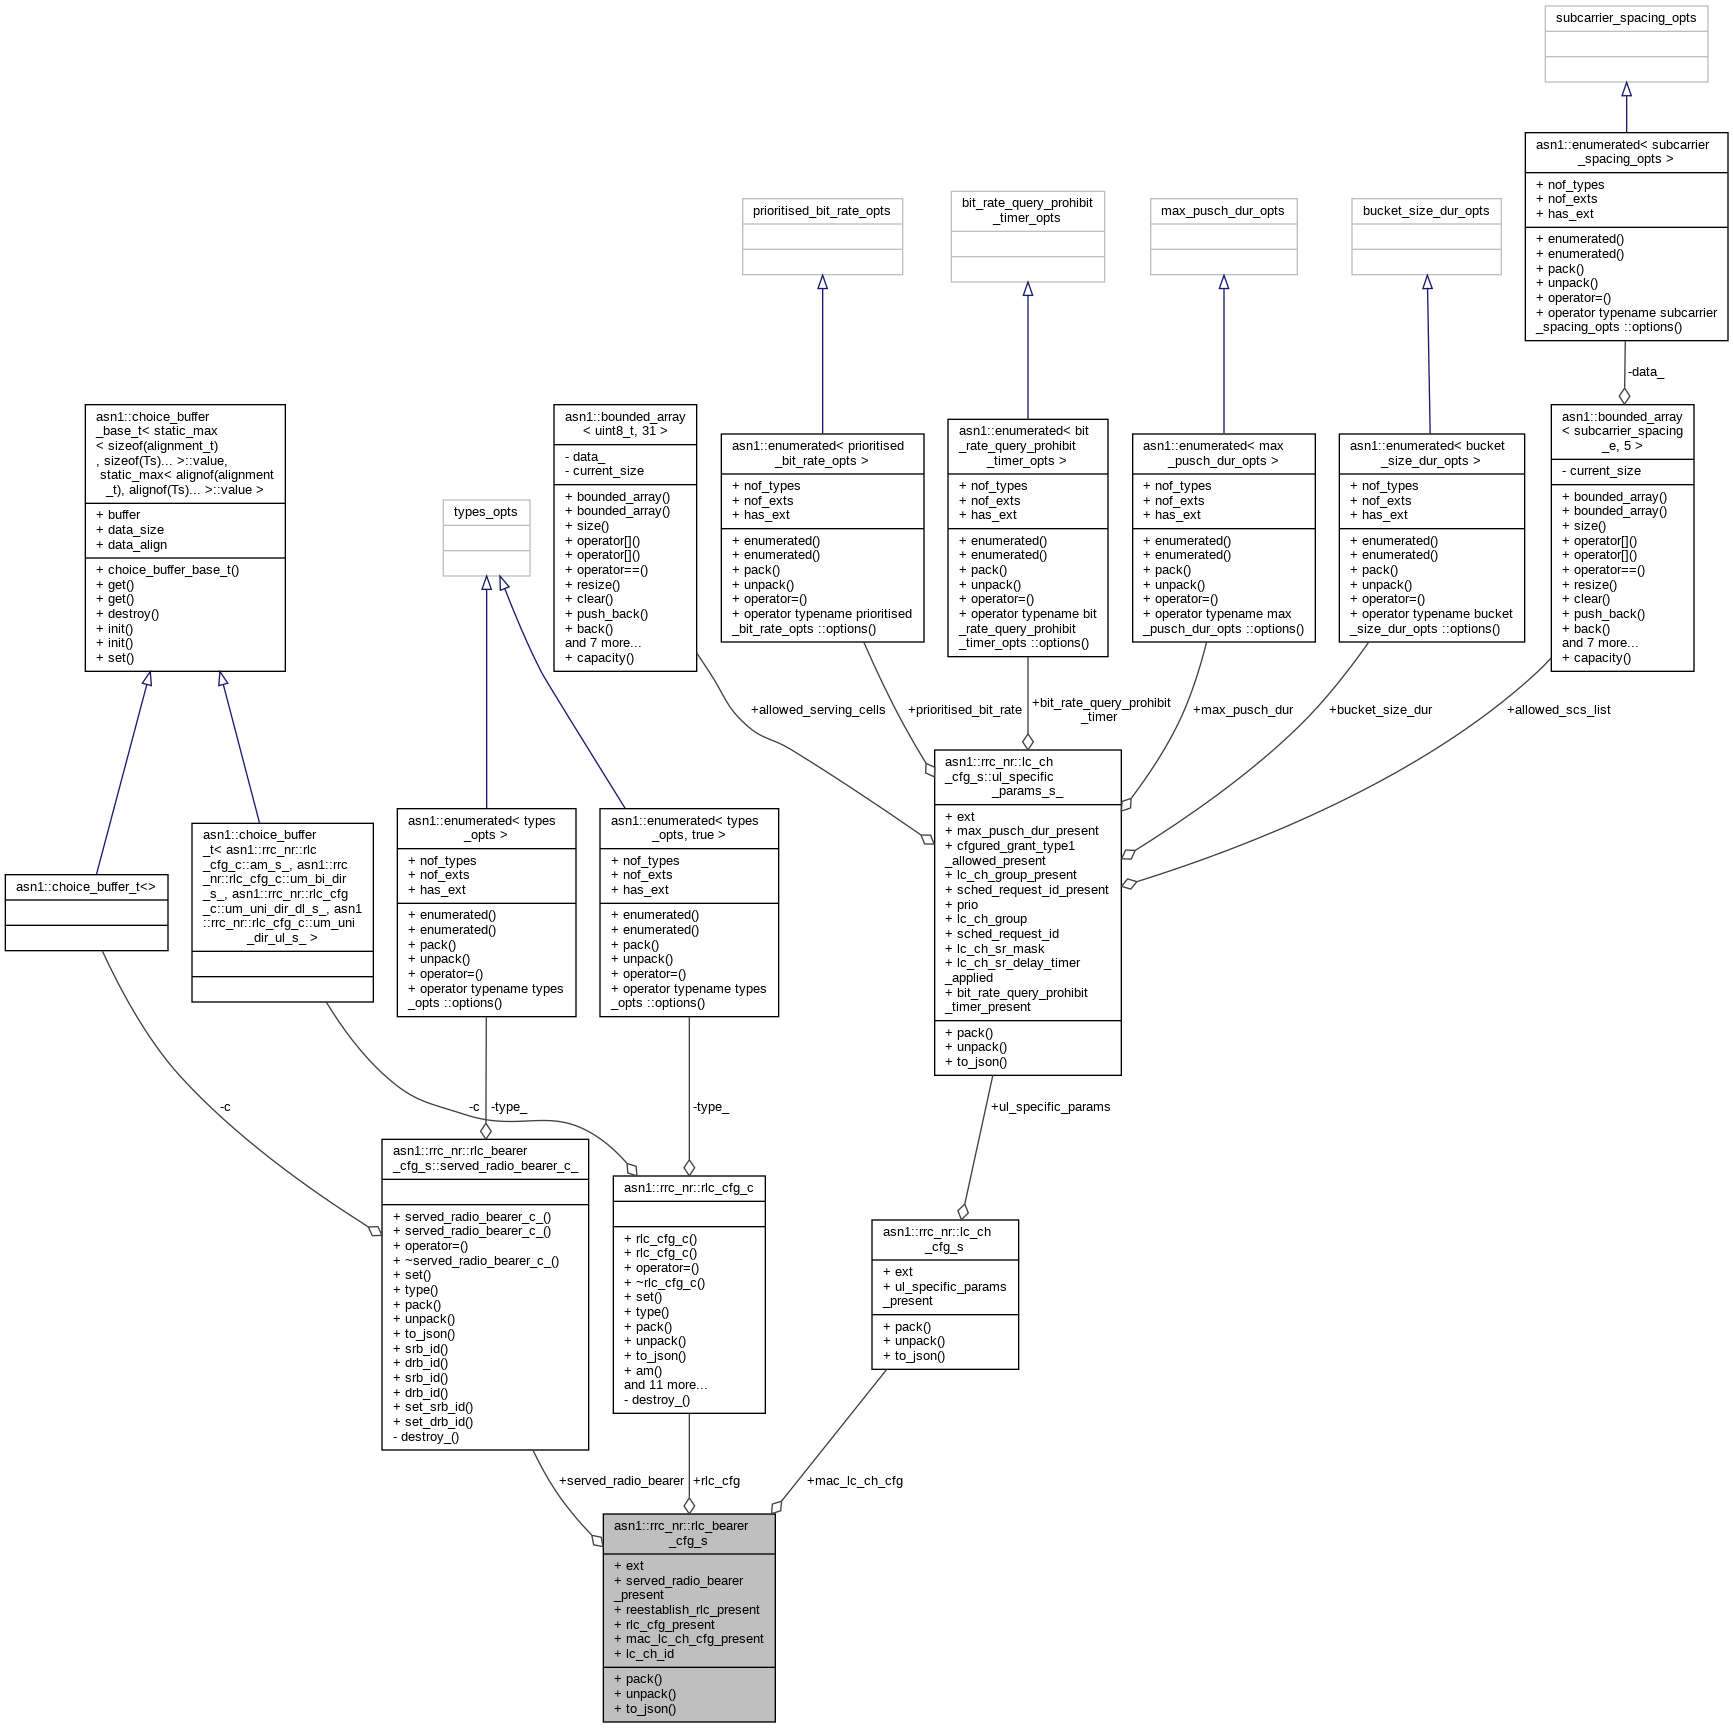 subcarrier_spacing_opts
asn1::enumerated< subcarrier
_spacing_opts >
+ nof_types
+ nof_exts
+ has_ext
+ enumerated()
+ enumerated()
+ pack()
+ unpack()
+ operator=()
+ operator typename subcarrier
_spacing_opts ::options()
prioritised_bit_rate_opts
bit_rate_query_prohibit
_timer_opts
max_pusch_dur_opts
bucket_size_dur_opts
-data_
asn1::choice_buffer
_base_t< static_max
< sizeof(alignment_t)
, sizeof(Ts)... >::value,
static_max< alignof(alignment
_t), alignof(Ts)... >::value >
+ buffer
+ data_size
+ data_align
+ choice_buffer_base_t()
+ get()
+ get()
+ destroy()
+ init()
+ init()
+ set()
types_opts
asn1::bounded_array
< uint8_t, 31 >
- data_
- current_size
+ bounded_array()
+ bounded_array()
+ size()
+ operator[]()
+ operator[]()
+ operator==()
+ resize()
+ clear()
+ push_back()
+ back()
and 7 more...
+ capacity()
asn1::enumerated< prioritised
_bit_rate_opts >
+ nof_types
+ nof_exts
+ has_ext
+ enumerated()
+ enumerated()
+ pack()
+ unpack()
+ operator=()
+ operator typename prioritised
_bit_rate_opts ::options()
asn1::enumerated< bit
_rate_query_prohibit
_timer_opts >
+ nof_types
+ nof_exts
+ has_ext
+ enumerated()
+ enumerated()
+ pack()
+ unpack()
+ operator=()
+ operator typename bit
_rate_query_prohibit
_timer_opts ::options()
asn1::enumerated< max
_pusch_dur_opts >
+ nof_types
+ nof_exts
+ has_ext
+ enumerated()
+ enumerated()
+ pack()
+ unpack()
+ operator=()
+ operator typename max
_pusch_dur_opts ::options()
asn1::enumerated< bucket
_size_dur_opts >
+ nof_types
+ nof_exts
+ has_ext
+ enumerated()
+ enumerated()
+ pack()
+ unpack()
+ operator=()
+ operator typename bucket
_size_dur_opts ::options()
asn1::bounded_array
< subcarrier_spacing
_e, 5 >
- current_size
+ bounded_array()
+ bounded_array()
+ size()
+ operator[]()
+ operator[]()
+ operator==()
+ resize()
+ clear()
+ push_back()
+ back()
and 7 more...
+ capacity()
+allowed_serving_cells
+prioritised_bit_rate
+bit_rate_query_prohibit
_timer
+max_pusch_dur
+bucket_size_dur
+allowed_scs_list
asn1::choice_buffer_t<>
asn1::choice_buffer
_t< asn1::rrc_nr::rlc
_cfg_c::am_s_, asn1::rrc
_nr::rlc_cfg_c::um_bi_dir
_s_, asn1::rrc_nr::rlc_cfg
_c::um_uni_dir_dl_s_, asn1
::rrc_nr::rlc_cfg_c::um_uni
_dir_ul_s_ >
asn1::enumerated< types
_opts >
+ nof_types
+ nof_exts
+ has_ext
+ enumerated()
+ enumerated()
+ pack()
+ unpack()
+ operator=()
+ operator typename types
_opts ::options()
asn1::enumerated< types
_opts, true >
+ nof_types
+ nof_exts
+ has_ext
+ enumerated()
+ enumerated()
+ pack()
+ unpack()
+ operator=()
+ operator typename types
_opts ::options()
asn1::rrc_nr::lc_ch
_cfg_s::ul_specific
_params_s_
+ ext
+ max_pusch_dur_present
+ cfgured_grant_type1
_allowed_present
+ lc_ch_group_present
+ sched_request_id_present
+ prio
+ lc_ch_group
+ sched_request_id
+ lc_ch_sr_mask
+ lc_ch_sr_delay_timer
_applied
+ bit_rate_query_prohibit
_timer_present
+ pack()
+ unpack()
+ to_json()
-c
-c
-type_
-type_
+ul_specific_params
asn1::rrc_nr::rlc_bearer
_cfg_s::served_radio_bearer_c_
+ served_radio_bearer_c_()
+ served_radio_bearer_c_()
+ operator=()
+ ~served_radio_bearer_c_()
+ set()
+ type()
+ pack()
+ unpack()
+ to_json()
+ srb_id()
+ drb_id()
+ srb_id()
+ drb_id()
+ set_srb_id()
+ set_drb_id()
- destroy_()
asn1::rrc_nr::rlc_cfg_c
+ rlc_cfg_c()
+ rlc_cfg_c()
+ operator=()
+ ~rlc_cfg_c()
+ set()
+ type()
+ pack()
+ unpack()
+ to_json()
+ am()
and 11 more...
- destroy_()
asn1::rrc_nr::lc_ch
_cfg_s
+ ext
+ ul_specific_params
_present
+ pack()
+ unpack()
+ to_json()
+served_radio_bearer
+rlc_cfg
+mac_lc_ch_cfg
asn1::rrc_nr::rlc_bearer
_cfg_s
+ ext
+ served_radio_bearer
_present
+ reestablish_rlc_present
+ rlc_cfg_present
+ mac_lc_ch_cfg_present
+ lc_ch_id
+ pack()
+ unpack()
+ to_json()